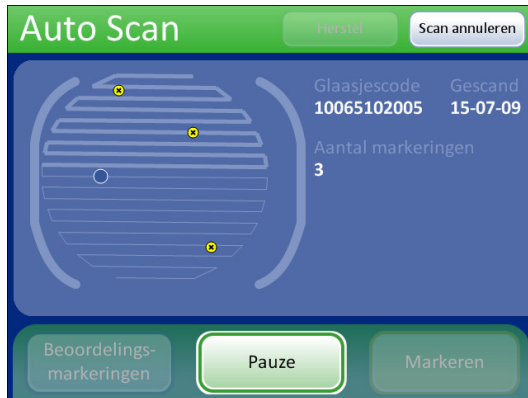 Auto Scan
Herstel
Scan annuleren
Glaasjescode
Gescand
10065102005
15-07-09
Aantal markeringen
3
Beoordelings-
markeringen
Pauze
Markeren